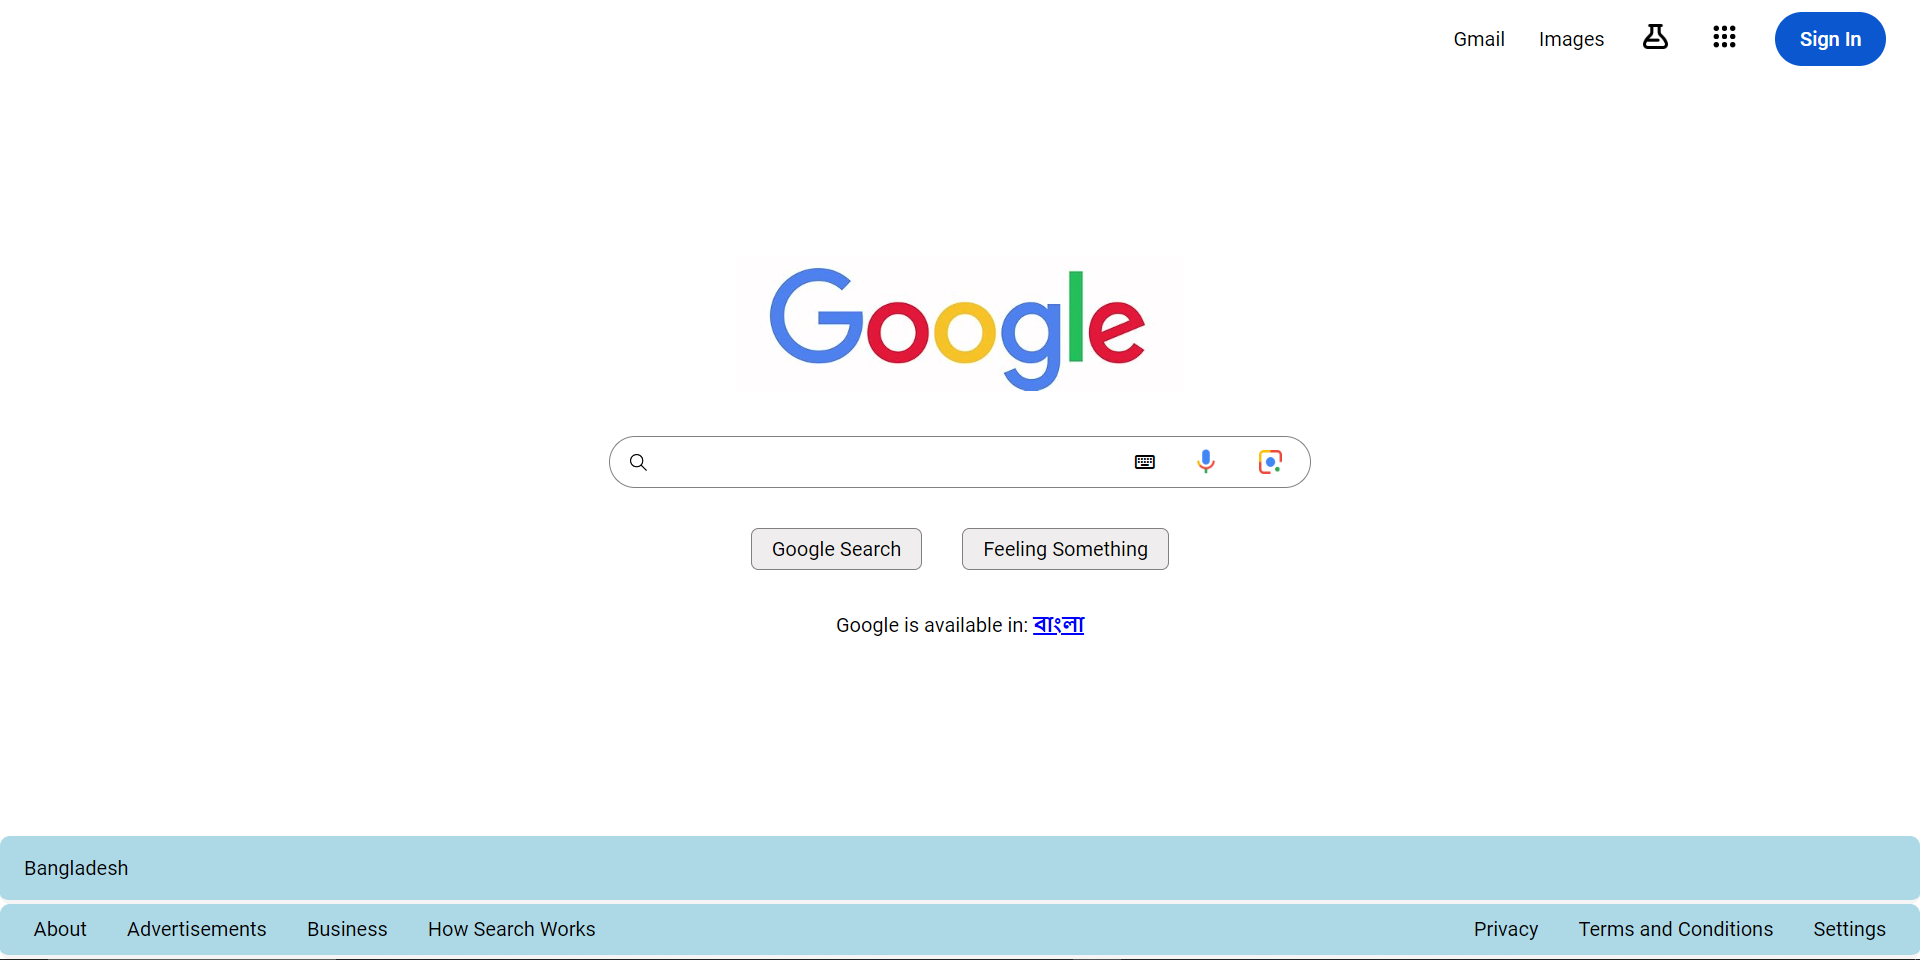 Gmail Images Sign In
Google
Google Search Feeling Something
Google is available in: বাংলা
Bangladesh
About Advertisements Business How Search Works Privacy Terms and Conditions Settings